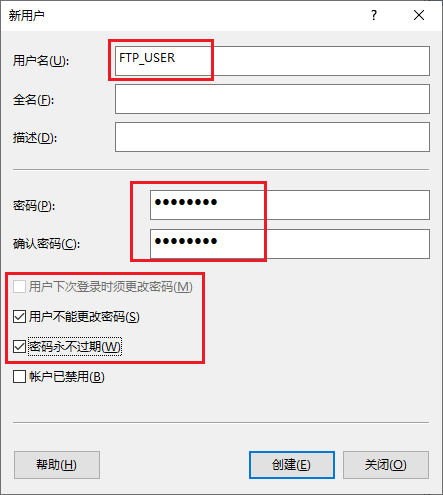 新用户
用户名(U):
FTP_USER
全名(F):
描述(D):
密码(P):
●●●●●●●●
确认密码(C):
●●●●●●●●
用户下次登录时须更改密码(M)
用户不能更改密码(S)
密码永不过期(W)
帐户已禁用(B)
帮助(H) 创建(E) 关闭(O)